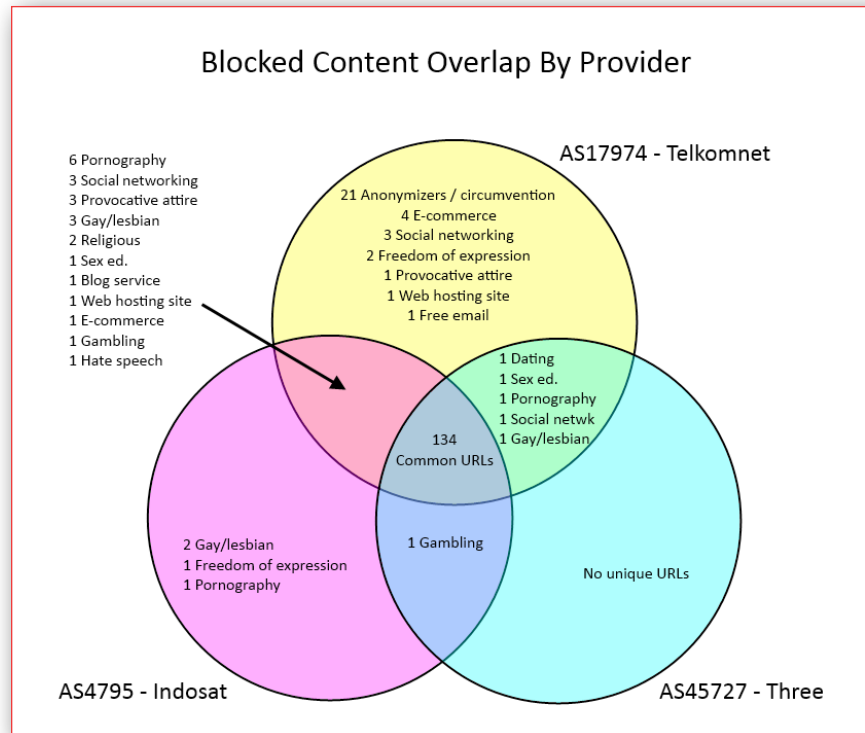 Blocked Content Overlap By Provider
AS17974 - Telkomnet
6 Pornography
3 Social networking
3 Provocative attire
3 Gay/lesbian
2 Religious
1 Sex ed.
1 Blog service
1 Web hosting site
1 E-commerce
1 Gambling
1 Hate speech
21 Anonymizers / circumvention
4 E-commerce
3 Social networking
2 Freedom of expression
1 Provocative attire
1 Web hosting site
1 Free email
1 Dating
1 Sex ed.
1 Pornography
1 Social netwk
1 Gay/lesbian
134
Common URLs
2 Gay/lesbian
1 Freedom of expression
1 Pornography
1 Gambling
No unique URLs
AS4795 - Indosat
AS45727 - Three